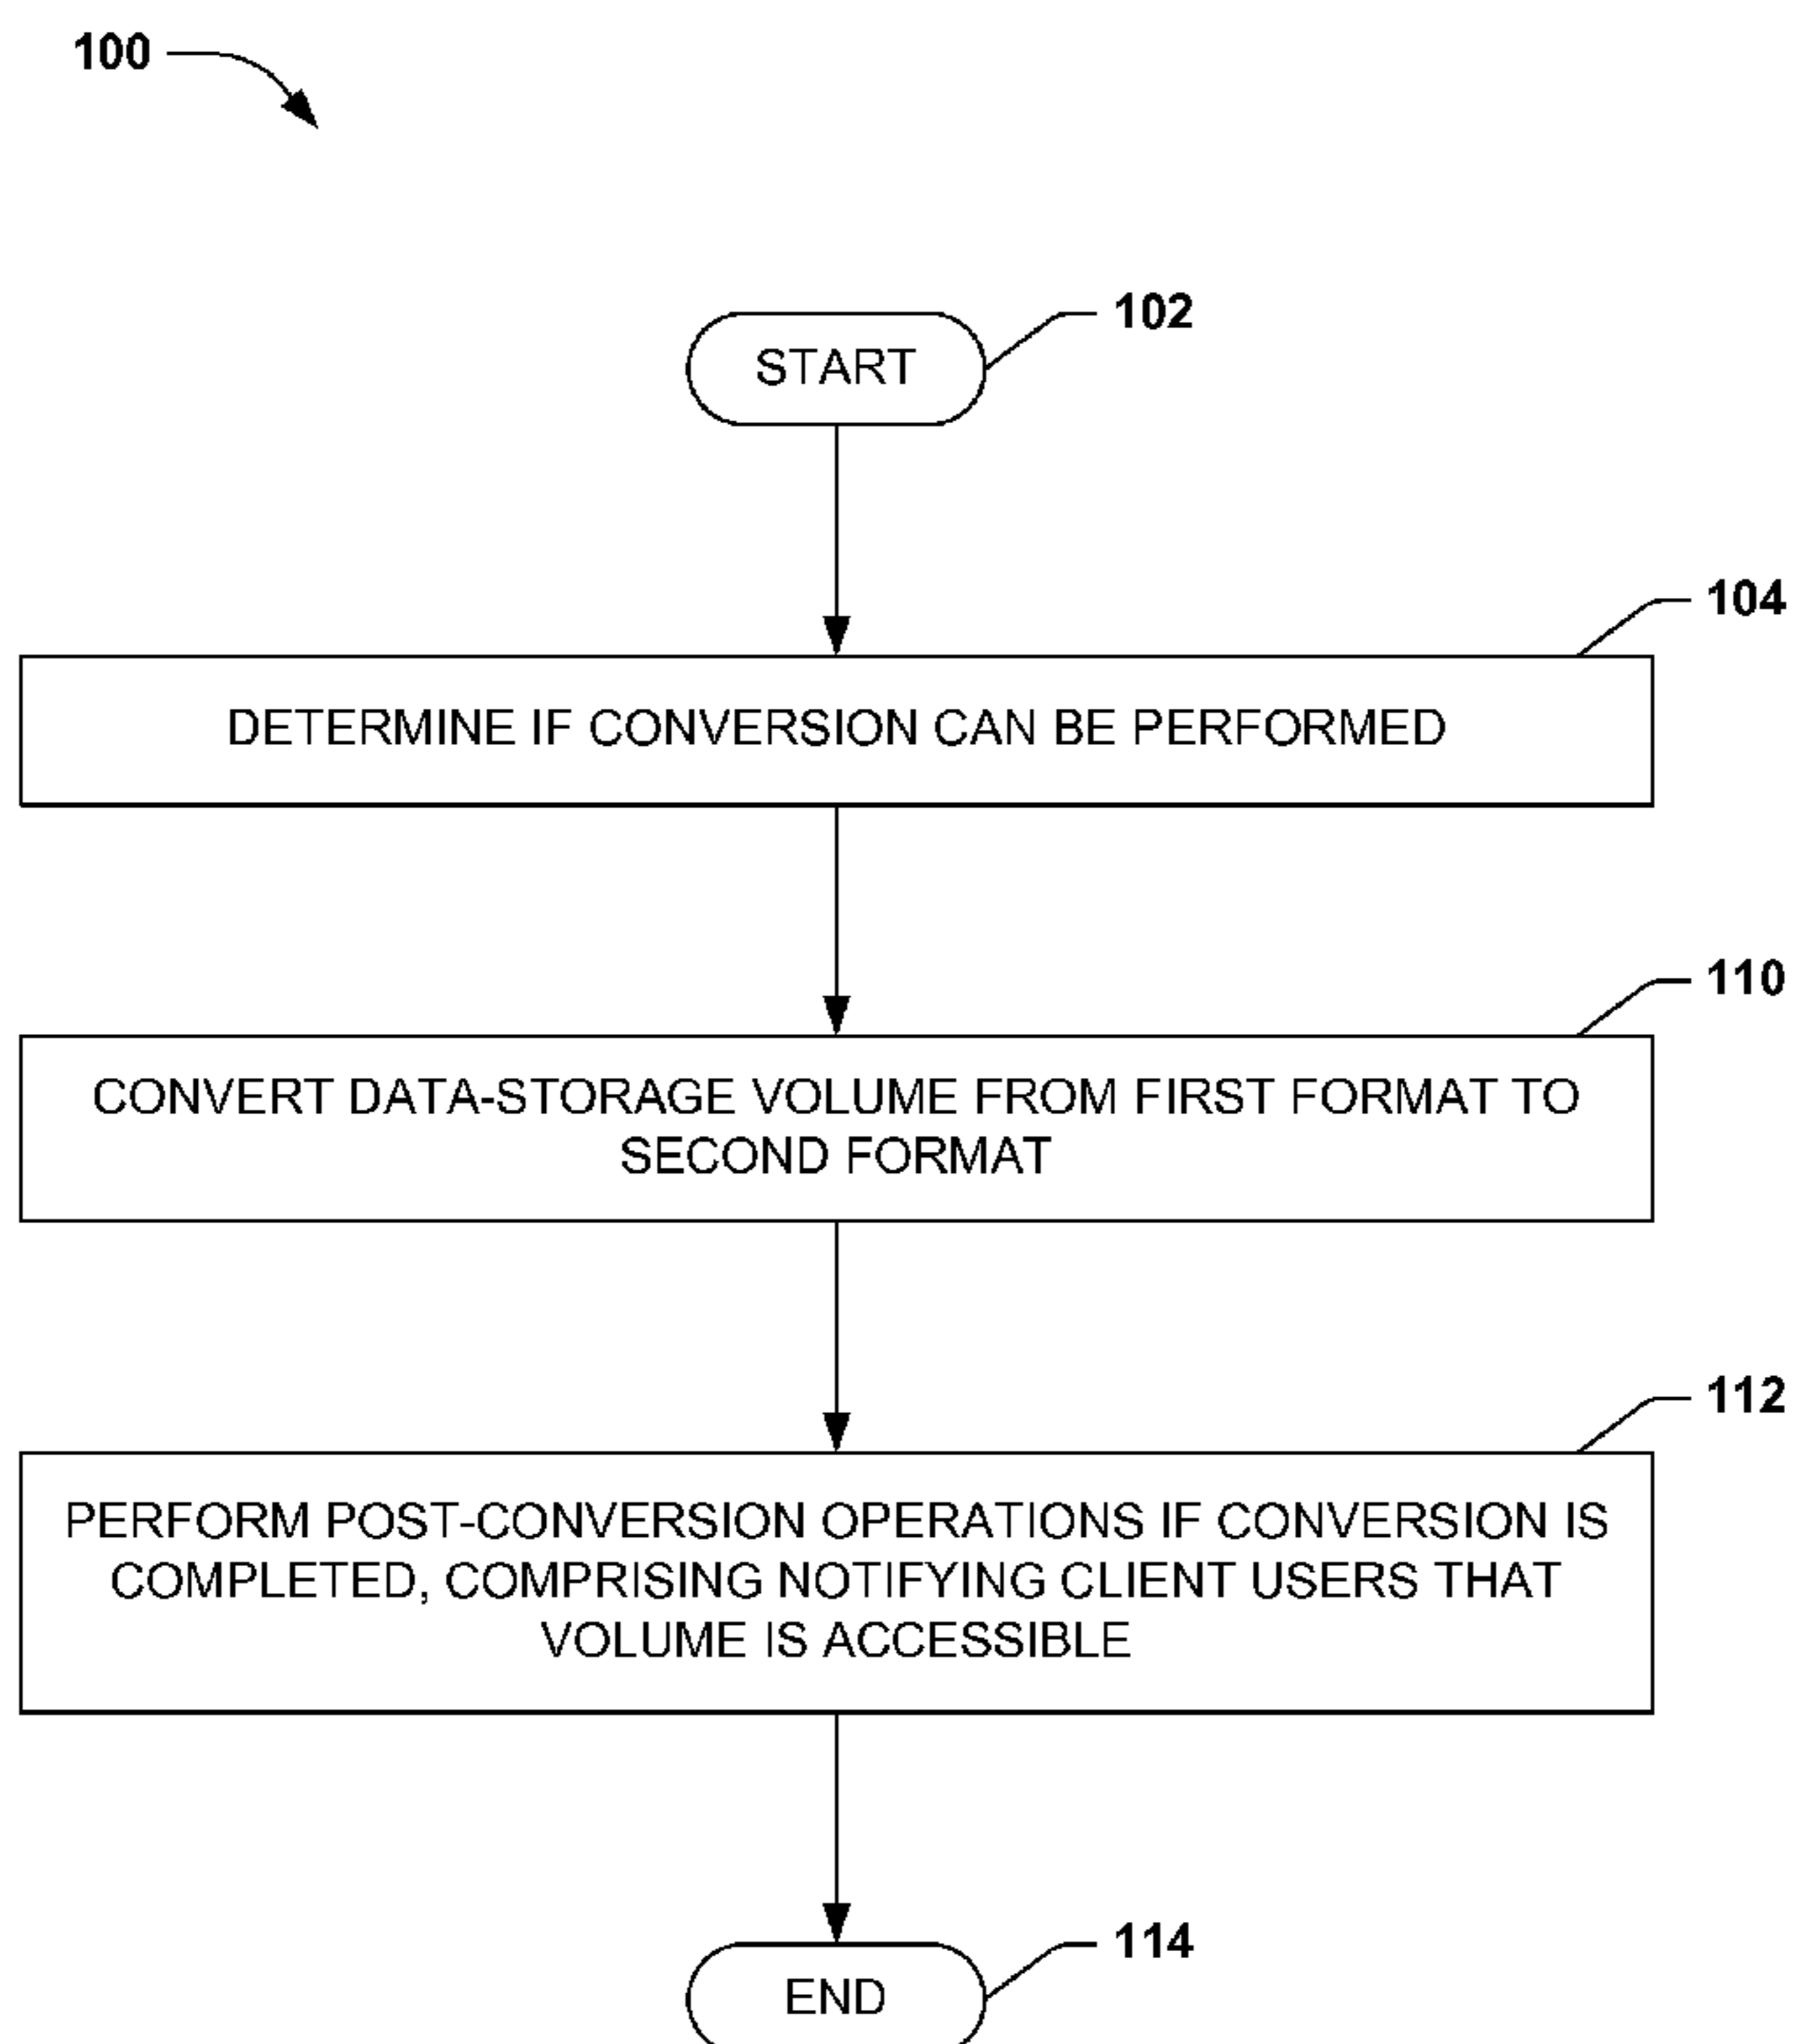 100
102
START
104
DETERMINE IF CONVERSION CAN BE PERFORMED
110
CONVERT DATA-STORAGE VOLUME FROM FIRST FORMAT TO
SECOND FORMAT
112
PERFORM POST-CONVERSION OPERATIONS IF CONVERSION IS
COMPLETED, COMPRISING NOTIFYING CLIENT USERS THAT
VOLUME IS ACCESSIBLE
114
END